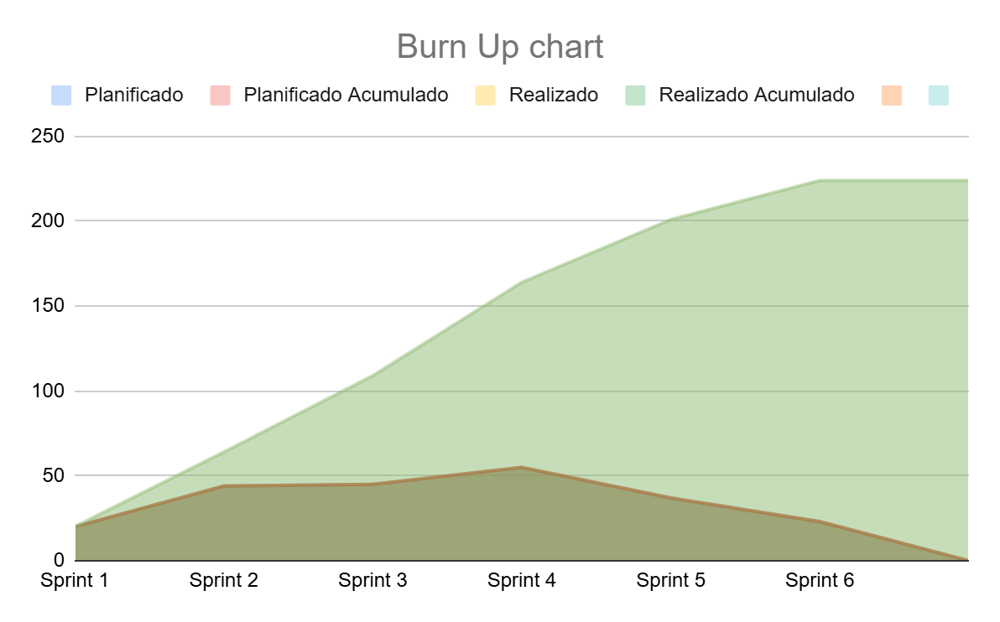 Burn Up chart
Planificado Planificado Acumulado Realizado Realizado Acumulado
250
200
150
100
50
0
Sprint 1 Sprint 2 Sprint 3 Sprint 4 Sprint 5 Sprint 6